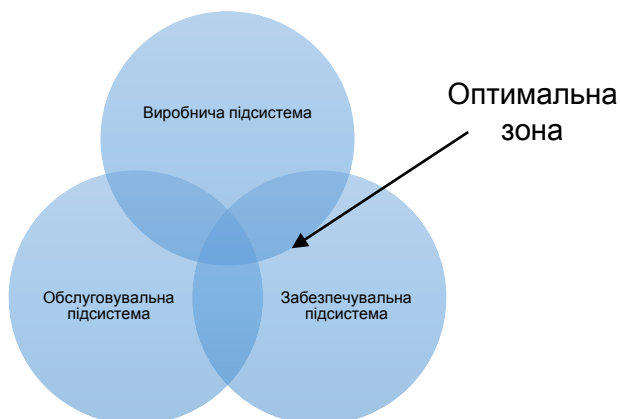 Виробнича підсистема
Оптимальна
зона
Обслуговувальна
підсистема
Забезпечувальна
підсистема